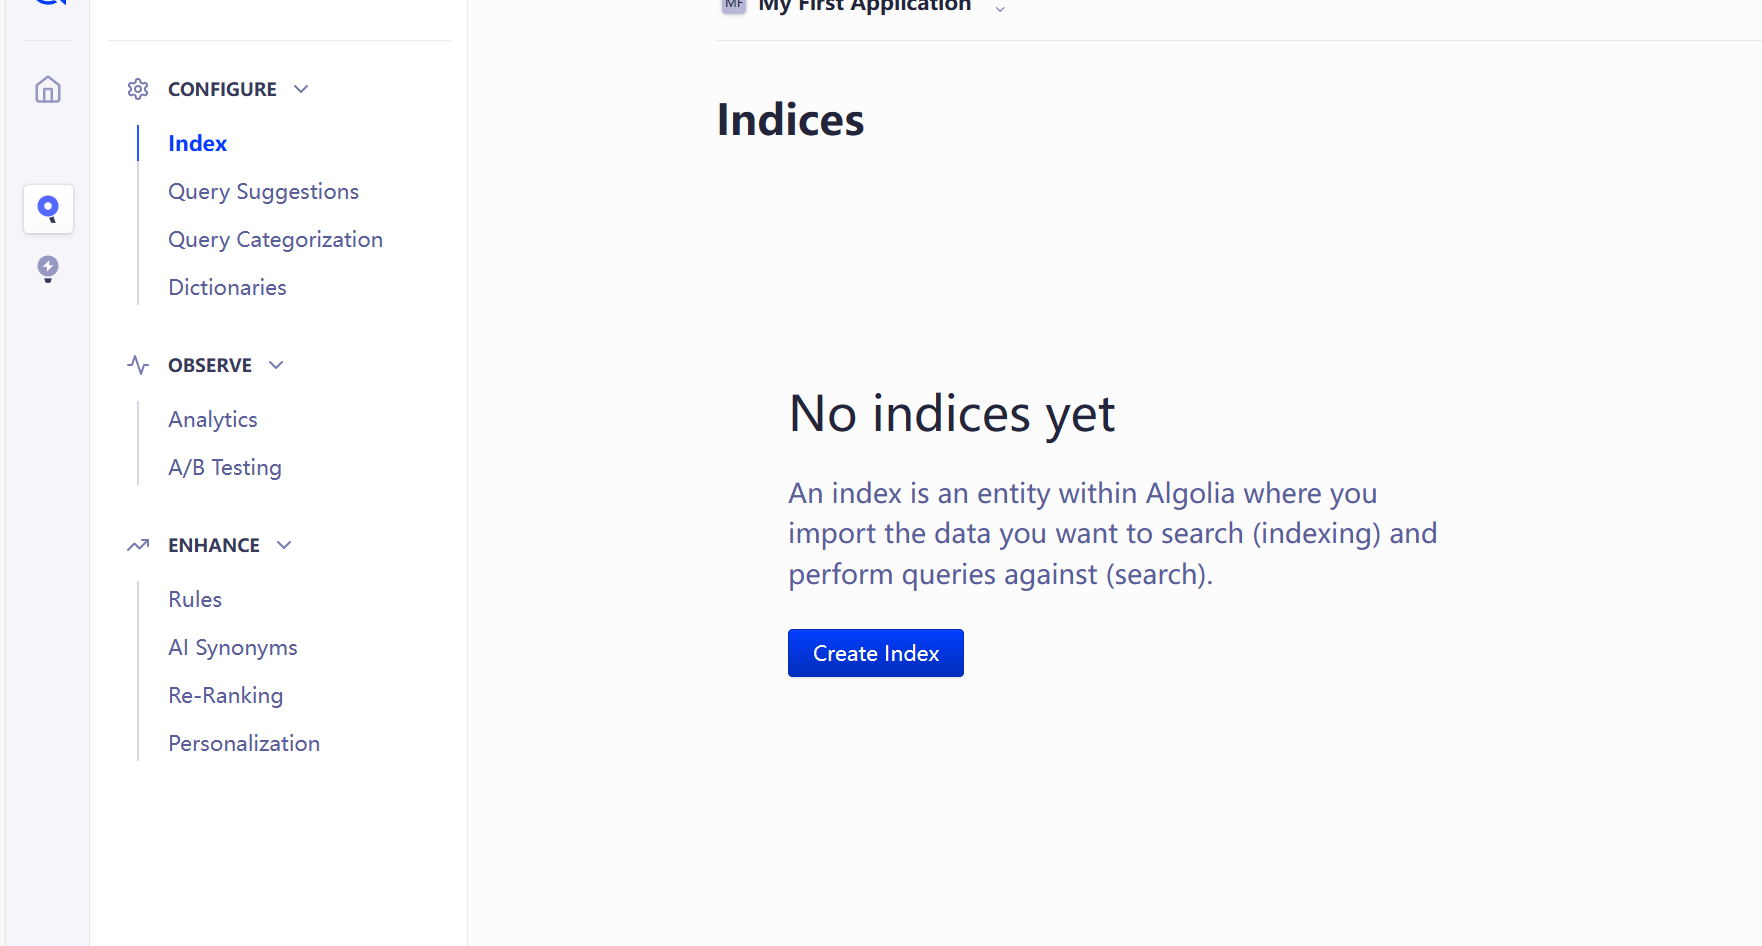 MF My First Application
CONFIGURE
Index
Query Suggestions
Query Categorization
Dictionaries
OBSERVE
Analytics
A/B Testing
ENHANCE
Rules
AI Synonyms
Re-Ranking
Personalization
Indices
No indices yet
An index is an entity within Algolia where you
import the data you want to search (indexing) and
perform queries against (search).
Create Index